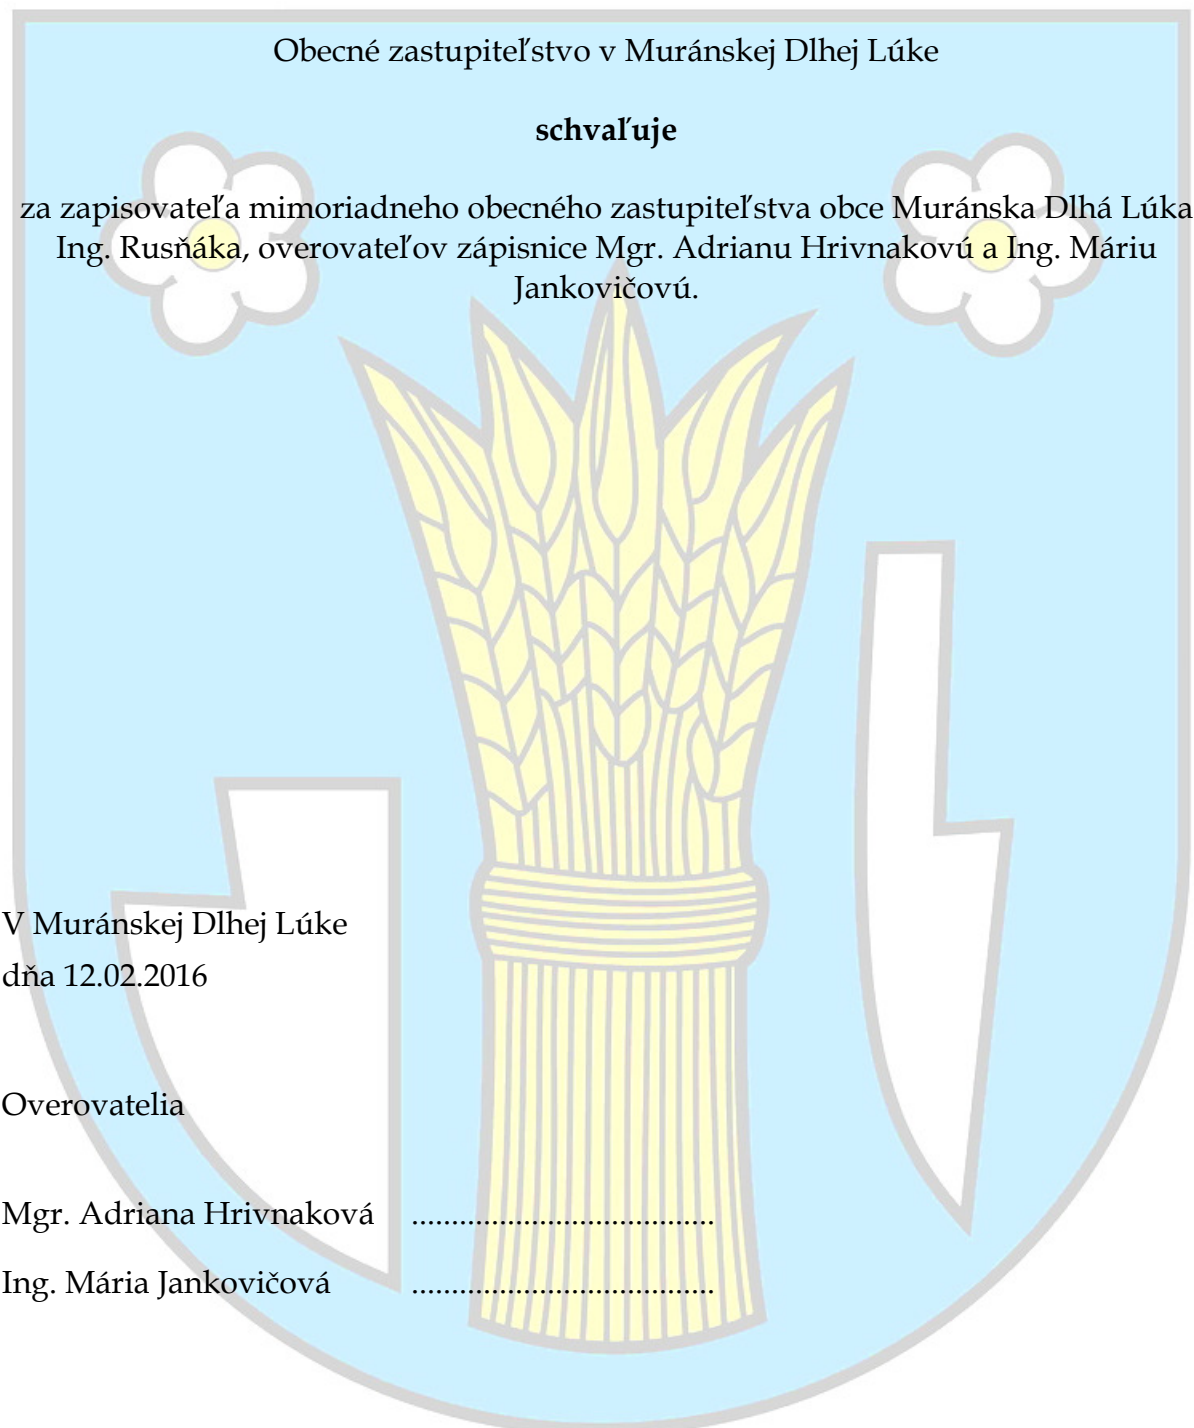 Obecné zastupiteľstvo v Muránskej Dlhej Lúke
schvaľuje
za zapisovateľa mimoriadneho obecného zastupiteľstva obce Muránska Dlhá Lúka
Ing. Rusňáka, overovateľov zápisnice Mgr. Adrianu Hrivnakovú a Ing. Máriu
Jankovičovú.
V Muránskej Dlhej Lúke
dňa 12.02.2016
Overovatelia
Mgr. Adriana Hrivnaková ......................................
Ing. Mária Jankovičová ......................................